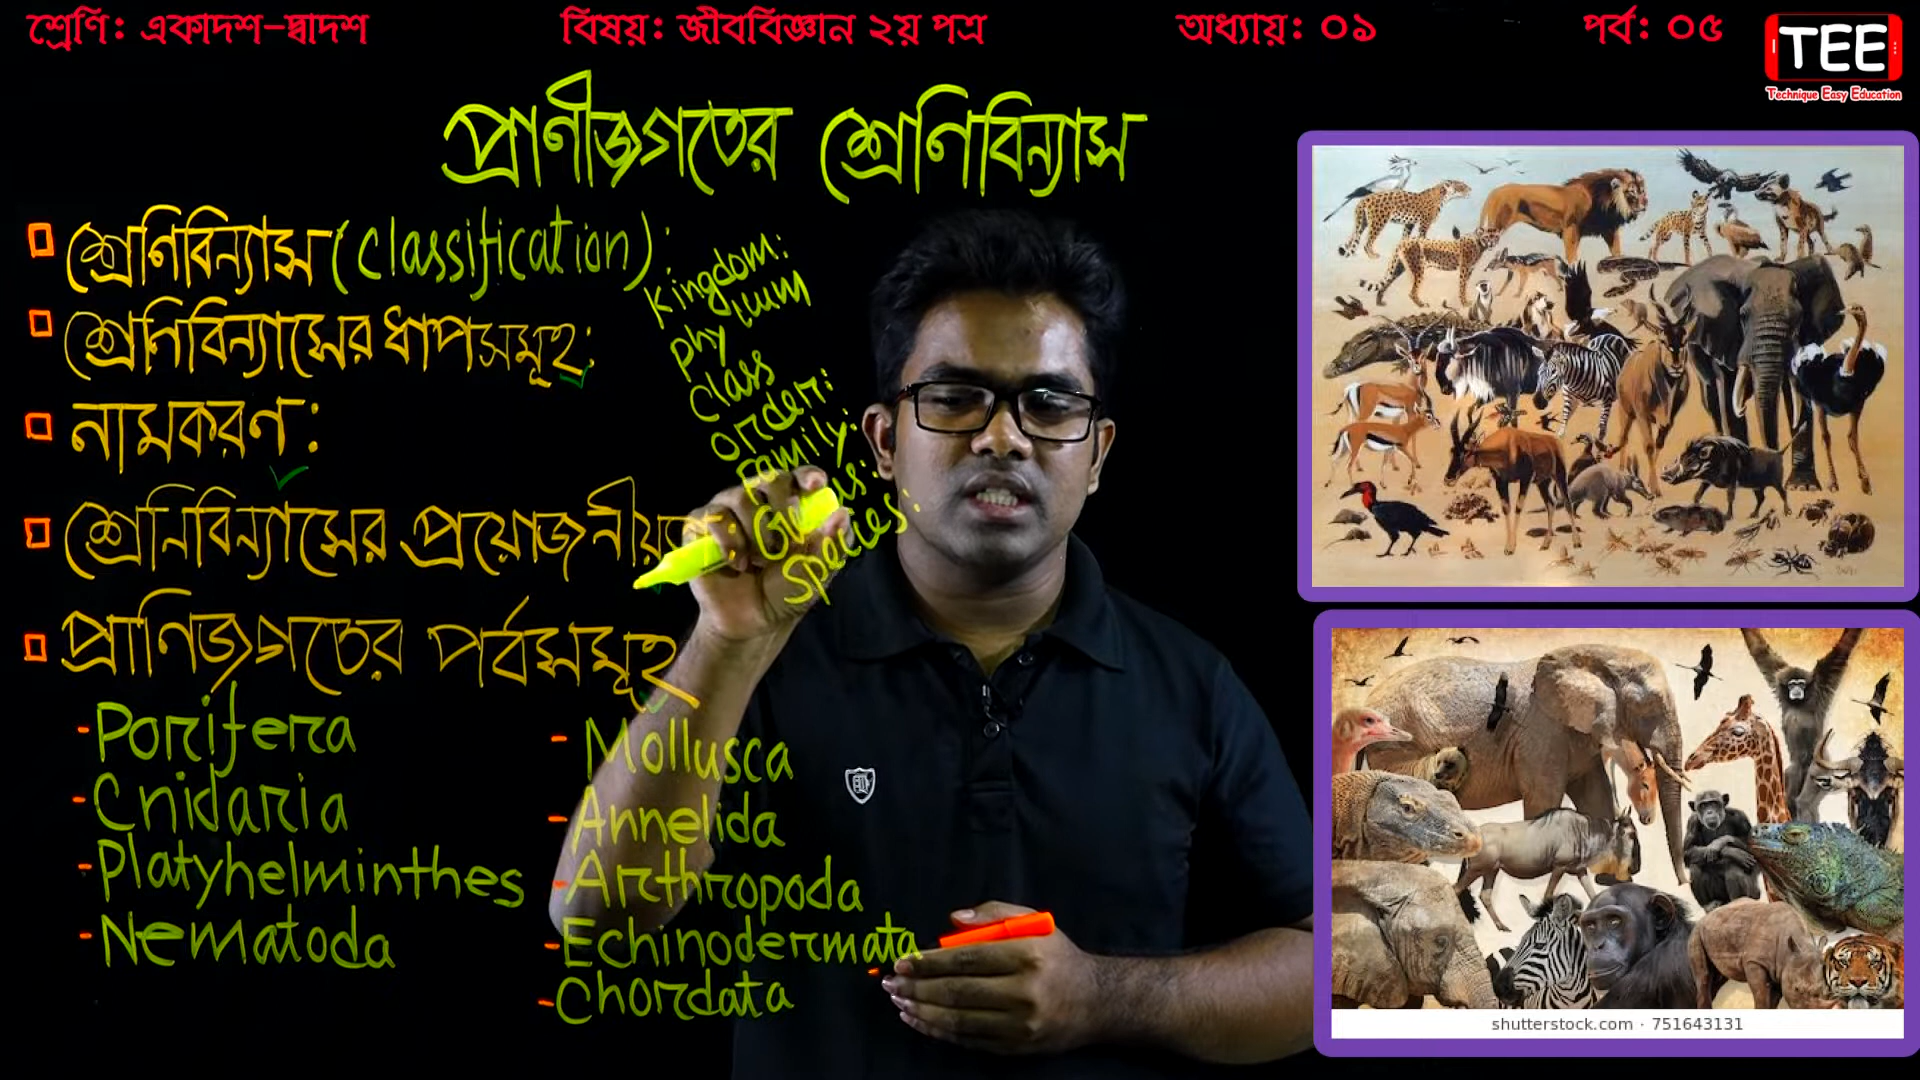 শ্রেণি: একাদশ-দ্বাদশ বিষয়: জীববিজ্ঞান ২য় পত্র অধ্যায়: ০১ পর্ব: ০৫
TEE
Technique Easy Education
প্রাণীজগতের শ্রেণিবিন্যাস
শ্রেণিবিন্যাস (classification):
শ্রেণিবিন্যাসের ধাপসমূহ:
নামকরণ:
শ্রেনিবিন্যাসের প্রয়োজনীয়তা:
প্রাণিজগতের পর্বসমূহ
-Porifera
-Cnidaria
-Platyhelminthes
-Nematoda
-Mollusca
-Annelida
-Arthropoda
-Echinodermata
-Chordata
Kingdom:
phylum
class
order:
Family:
Genus:
species:
shutterstock.com · 751643131